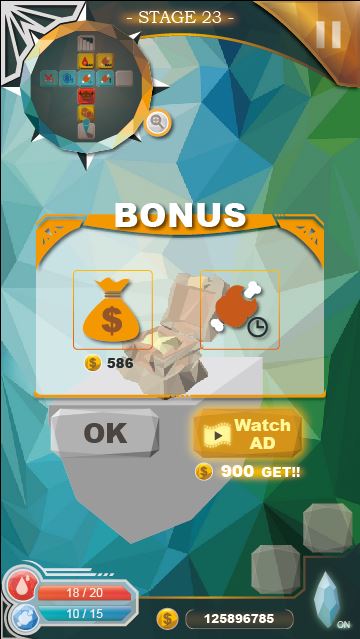 - STAGE 23 -
BONUS
$
$ 586
OK
Watch
AD
$ 900 GET!!
18 / 20
10 / 15
$ 125896785
ON